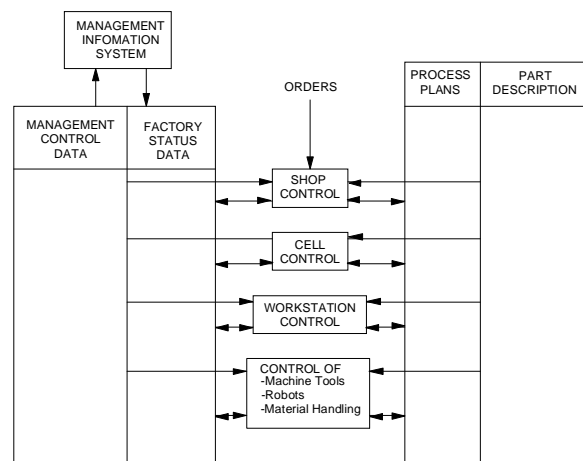 MANAGEMENT
INFOMATION
SYSTEM
ORDERS
PROCESS
PLANS
PART
DESCRIPTION
MANAGEMENT
CONTROL
DATA
FACTORY
STATUS
DATA
SHOP
CONTROL
CELL
CONTROL
WORKSTATION
CONTROL
CONTROL OF
-Machine Tools
-Robots
-Material Handling